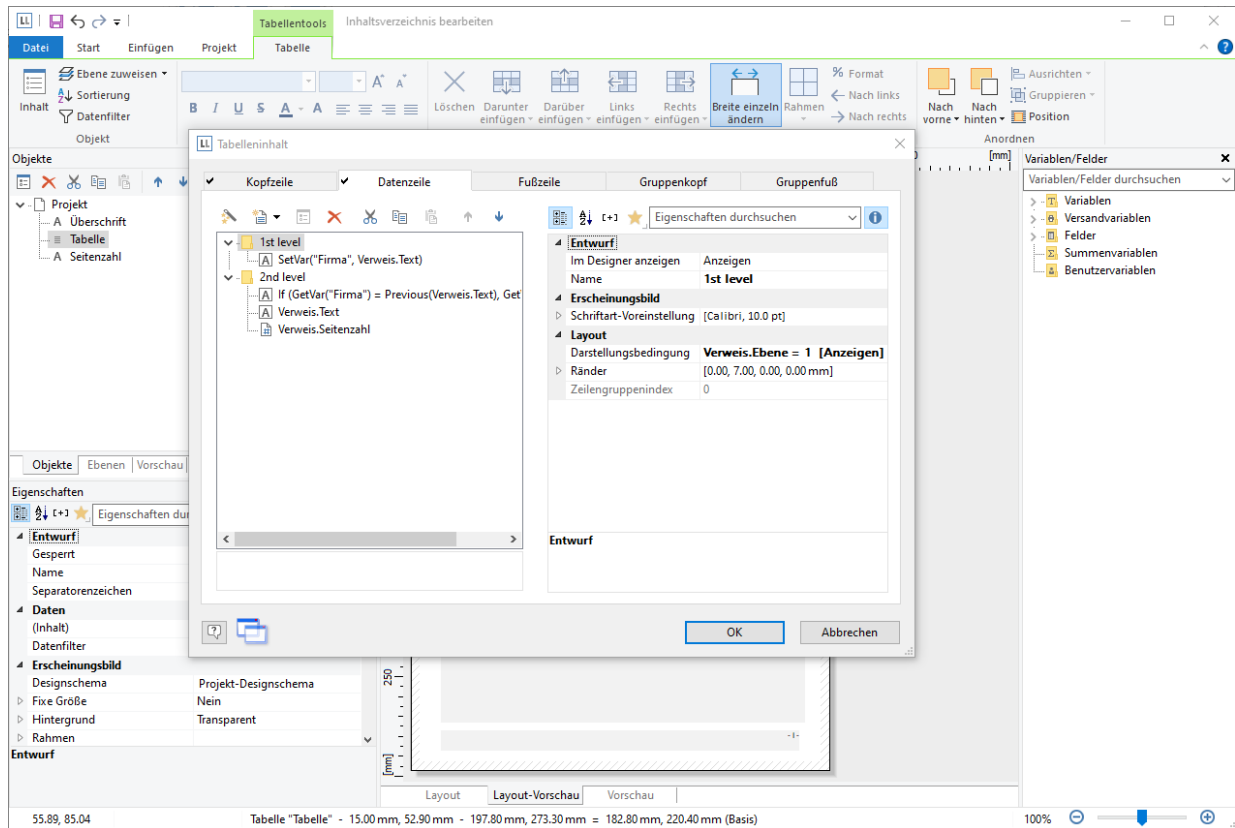 LL Tabellentools Inhaltsverzeichnis bearbeiten
Datei Start Einfügen Projekt Tabelle
Inhalt
Ebene zuweisen
Sortierung
Datenfilter
Objekt
B I U S A A
Löschen
Darunter einfügen
Darüber einfügen
Links einfügen
Rechts einfügen
Breite einzeln ändern
Rahmen
% Format
Nach links
Nach rechts
Nach vorne
Nach hinten
Ausrichten
Gruppieren
Position
Anordnen
Objekte
Projekt
A Überschrift
Tabelle
A Seitenzahl
Objekte Ebenen Vorschau
Eigenschaften
Eigenschaften du
Entwurf
Gesperrt
Name
Separatorenzeichen
Daten
(Inhalt)
Datenfilter
Erscheinungsbild
Designschema Projekt-Designschema
Fixe Größe Nein
Hintergrund Transparent
Rahmen
Entwurf
LL Tabelleninhalt
Kopfzeile Datenzeile Fußzeile Gruppenkopf Gruppenfuß
1st level
A SetVar("Firma", Verweis.Text)
2nd level
A If (GetVar("Firma") = Previous(Verweis.Text), Get
A Verweis.Text
# Verweis.Seitenzahl
Eigenschaften durchsuchen
Entwurf
Im Designer anzeigen Anzeigen
Name 1st level
Erscheinungsbild
Schriftart-Voreinstellung [Calibri, 10.0 pt]
Layout
Darstellungsbedingung Verweis.Ebene = 1 [Anzeigen]
Ränder [0.00, 7.00, 0.00, 0.00 mm]
Zeilengruppenindex 0
Entwurf
OK Abbrechen
[mm]
250
[mm]
- I -
Layout Layout-Vorschau Vorschau
Variablen/Felder
Variablen/Felder durchsuchen
Variablen
Versandvariablen
Felder
Summenvariablen
Benutzervariablen
55.89, 85.04 Tabelle "Tabelle" - 15.00 mm, 52.90 mm - 197.80 mm, 273.30 mm = 182.80 mm, 220.40 mm (Basis) 100%